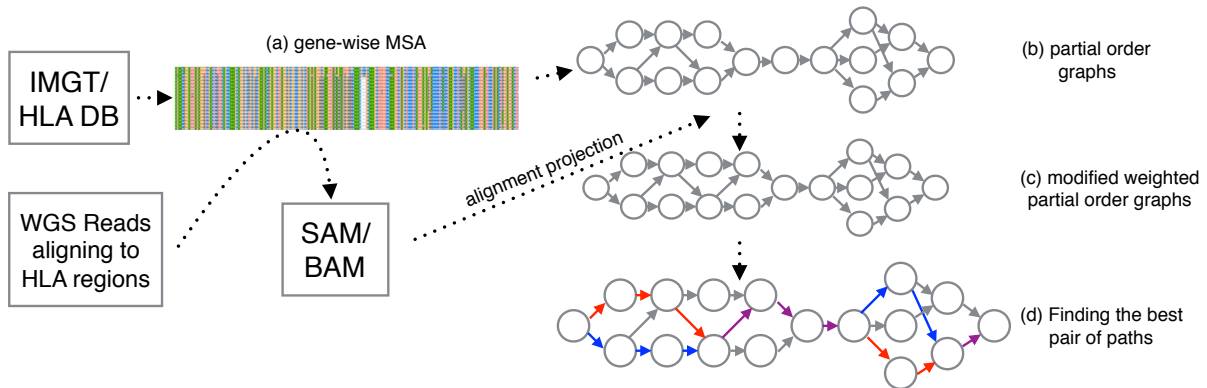 (a) gene-wise MSA
IMGT/
HLA DB
(b) partial order
graphs
alignment projection
WGS Reads
aligning to
HLA regions
SAM/
BAM
(c) modified weighted
partial order graphs
(d) Finding the best
pair of paths